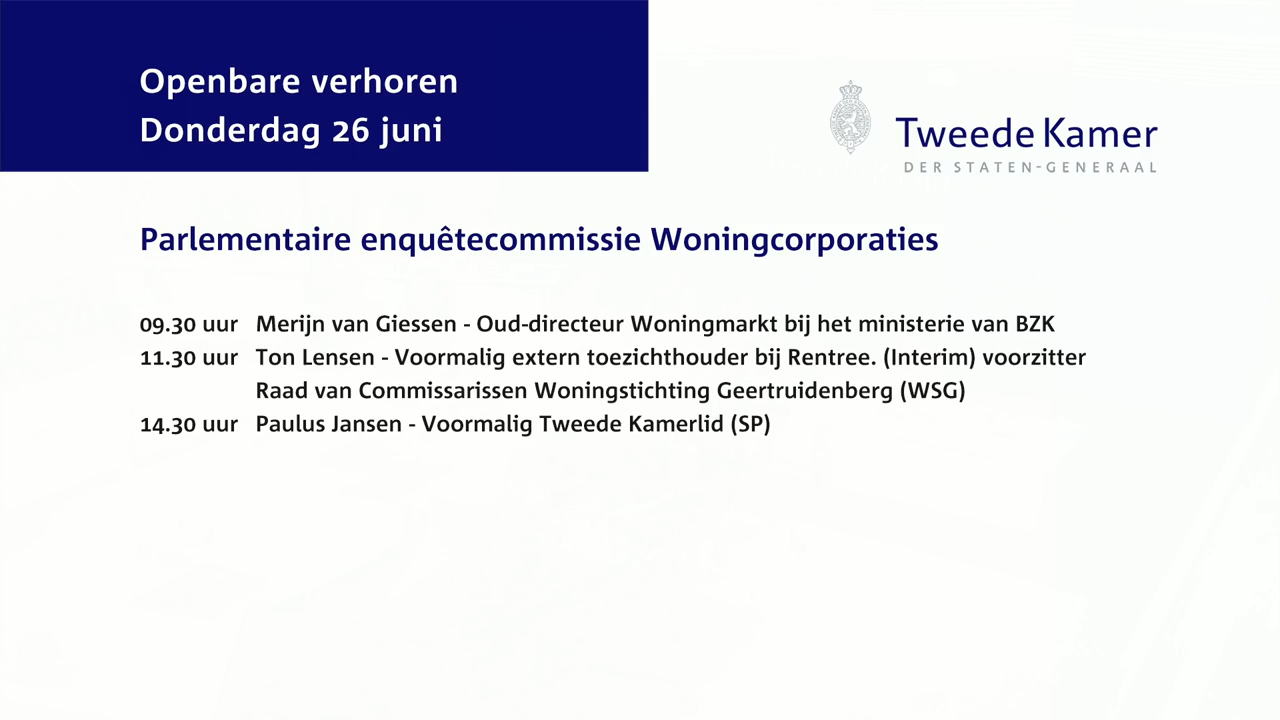 Openbare verhoren
Donderdag 26 juni
Tweede Kamer
DER STATEN-GENERAAL
Parlementaire enquêtecommissie Woningcorporaties
09.30 uur Merijn van Giessen - Oud-directeur Woningmarkt bij het ministerie van BZK
11.30 uur Ton Lensen - Voormalig extern toezichthouder bij Rentree. (Interim) voorzitter
Raad van Commissarissen Woningstichting Geertruidenberg (WSG)
14.30 uur Paulus Jansen - Voormalig Tweede Kamerlid (SP)